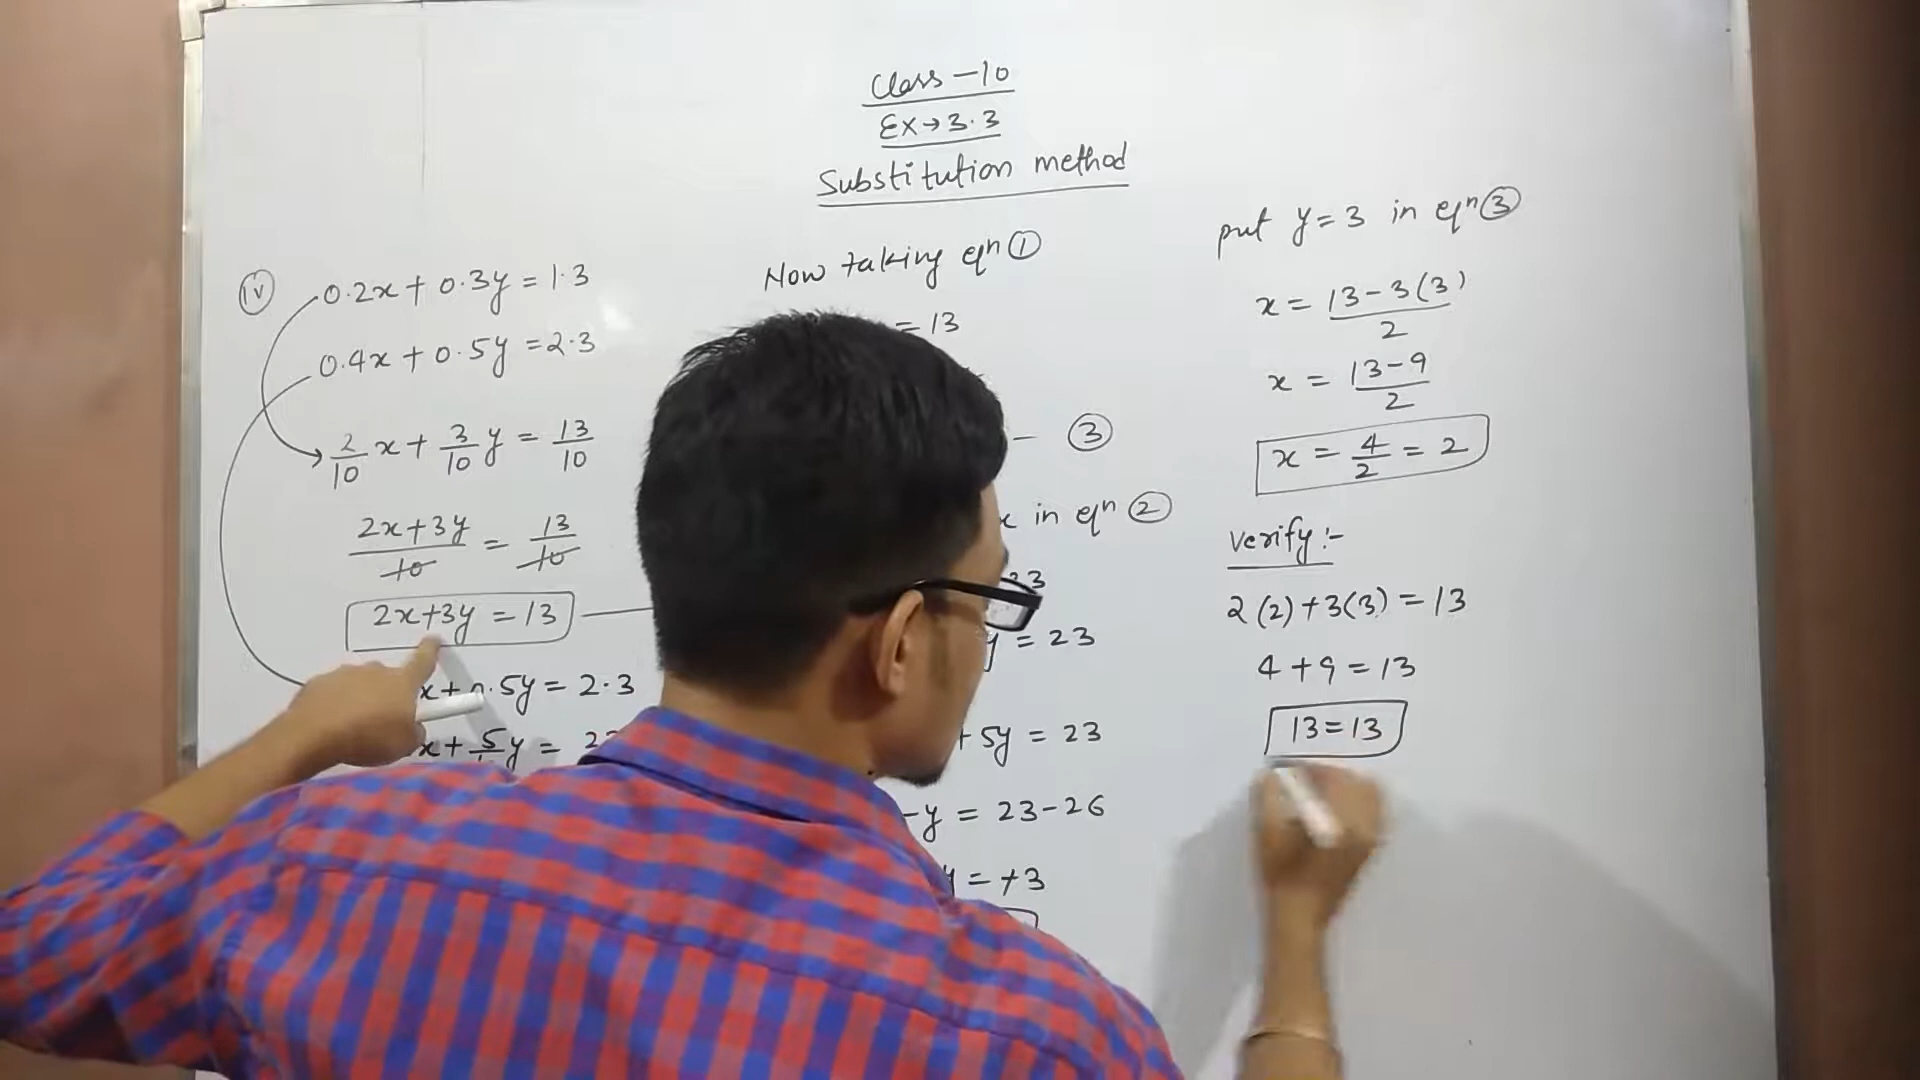 Class - 10
Ex → 3.3
Substitution method
(iv) 0.2x + 0.3y = 1.3
0.4x + 0.5y = 2.3
2/10 x + 3/10 y = 13/10
2x+3y/10 = 13/10
2x+3y = 13
x + 0.5y = 2.3
x + 5 y =
Now taking eqn ①
= 13
— ③
x in eqn ②
23
y = 23
+ 5y = 23
-y = 23-26
y = +3
put y = 3 in eqn ③
x = 13-3(3)/2
x = 13-9/2
x = 4/2 = 2
Verify :-
2(2)+3(3) = 13
4 + 9 = 13
13 = 13